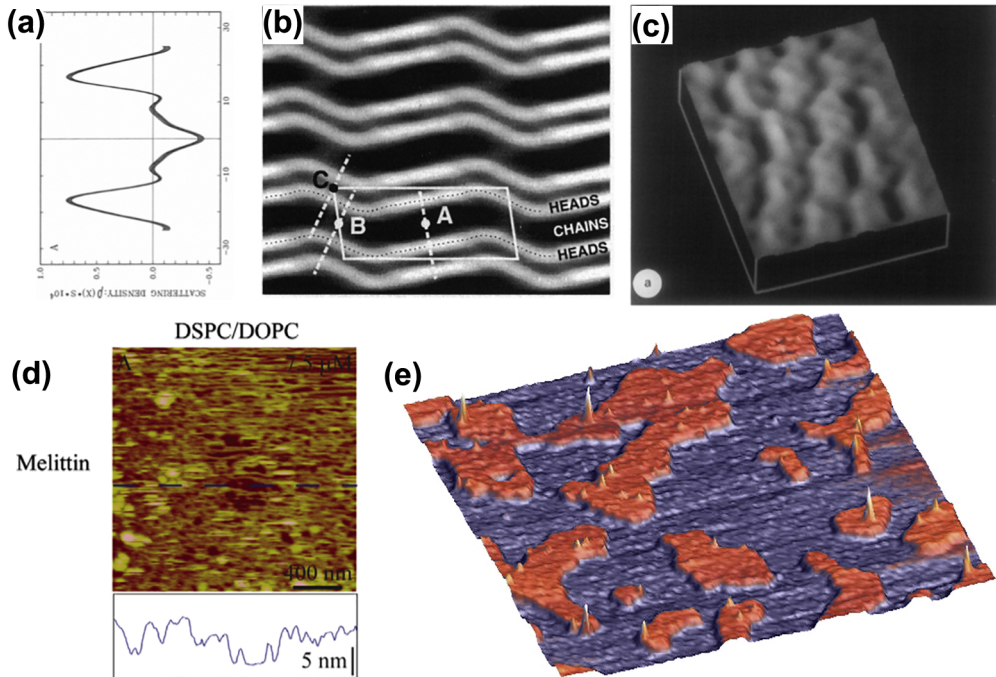 (a)
30
10
-10
-30
A
1.0
0.5
0.0
-0.5
SCATTERING DENSITY:ρ̂(X)*S*10⁴
(b)
C
B
A
HEADS
CHAINS
HEADS
(c)
a
DSPC/DOPC
(d)
A
7.5 µM
Melittin
400 nm
5 nm
(e)